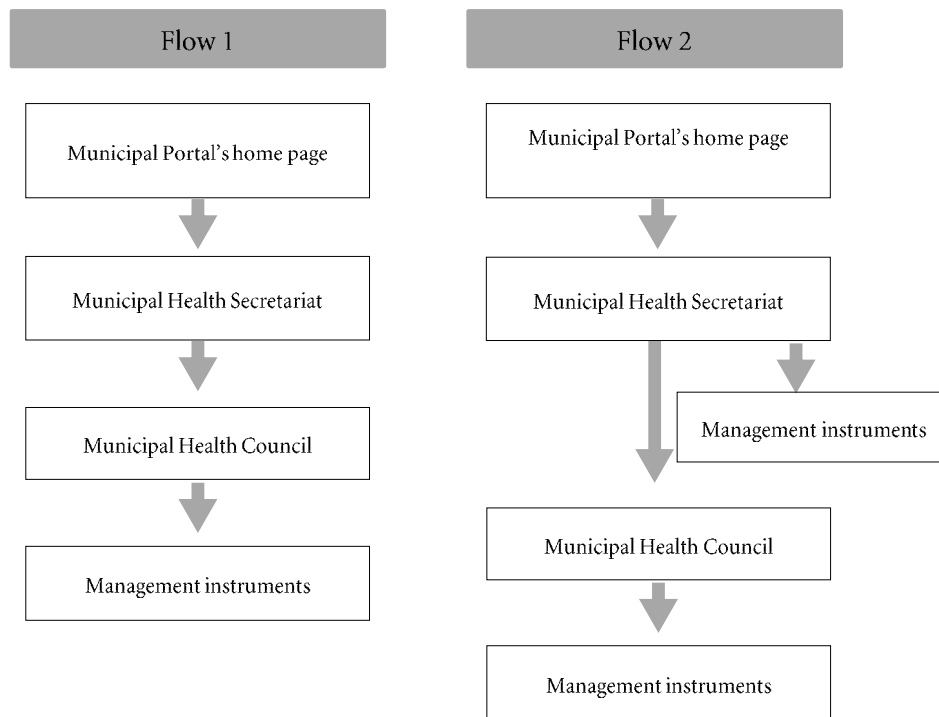 Flow 1
Municipal Portal's home page
Municipal Health Secretariat
Municipal Health Council
Management instruments
Flow 2
Municipal Portal's home page
Municipal Health Secretariat
Management instruments
Municipal Health Council
Management instruments